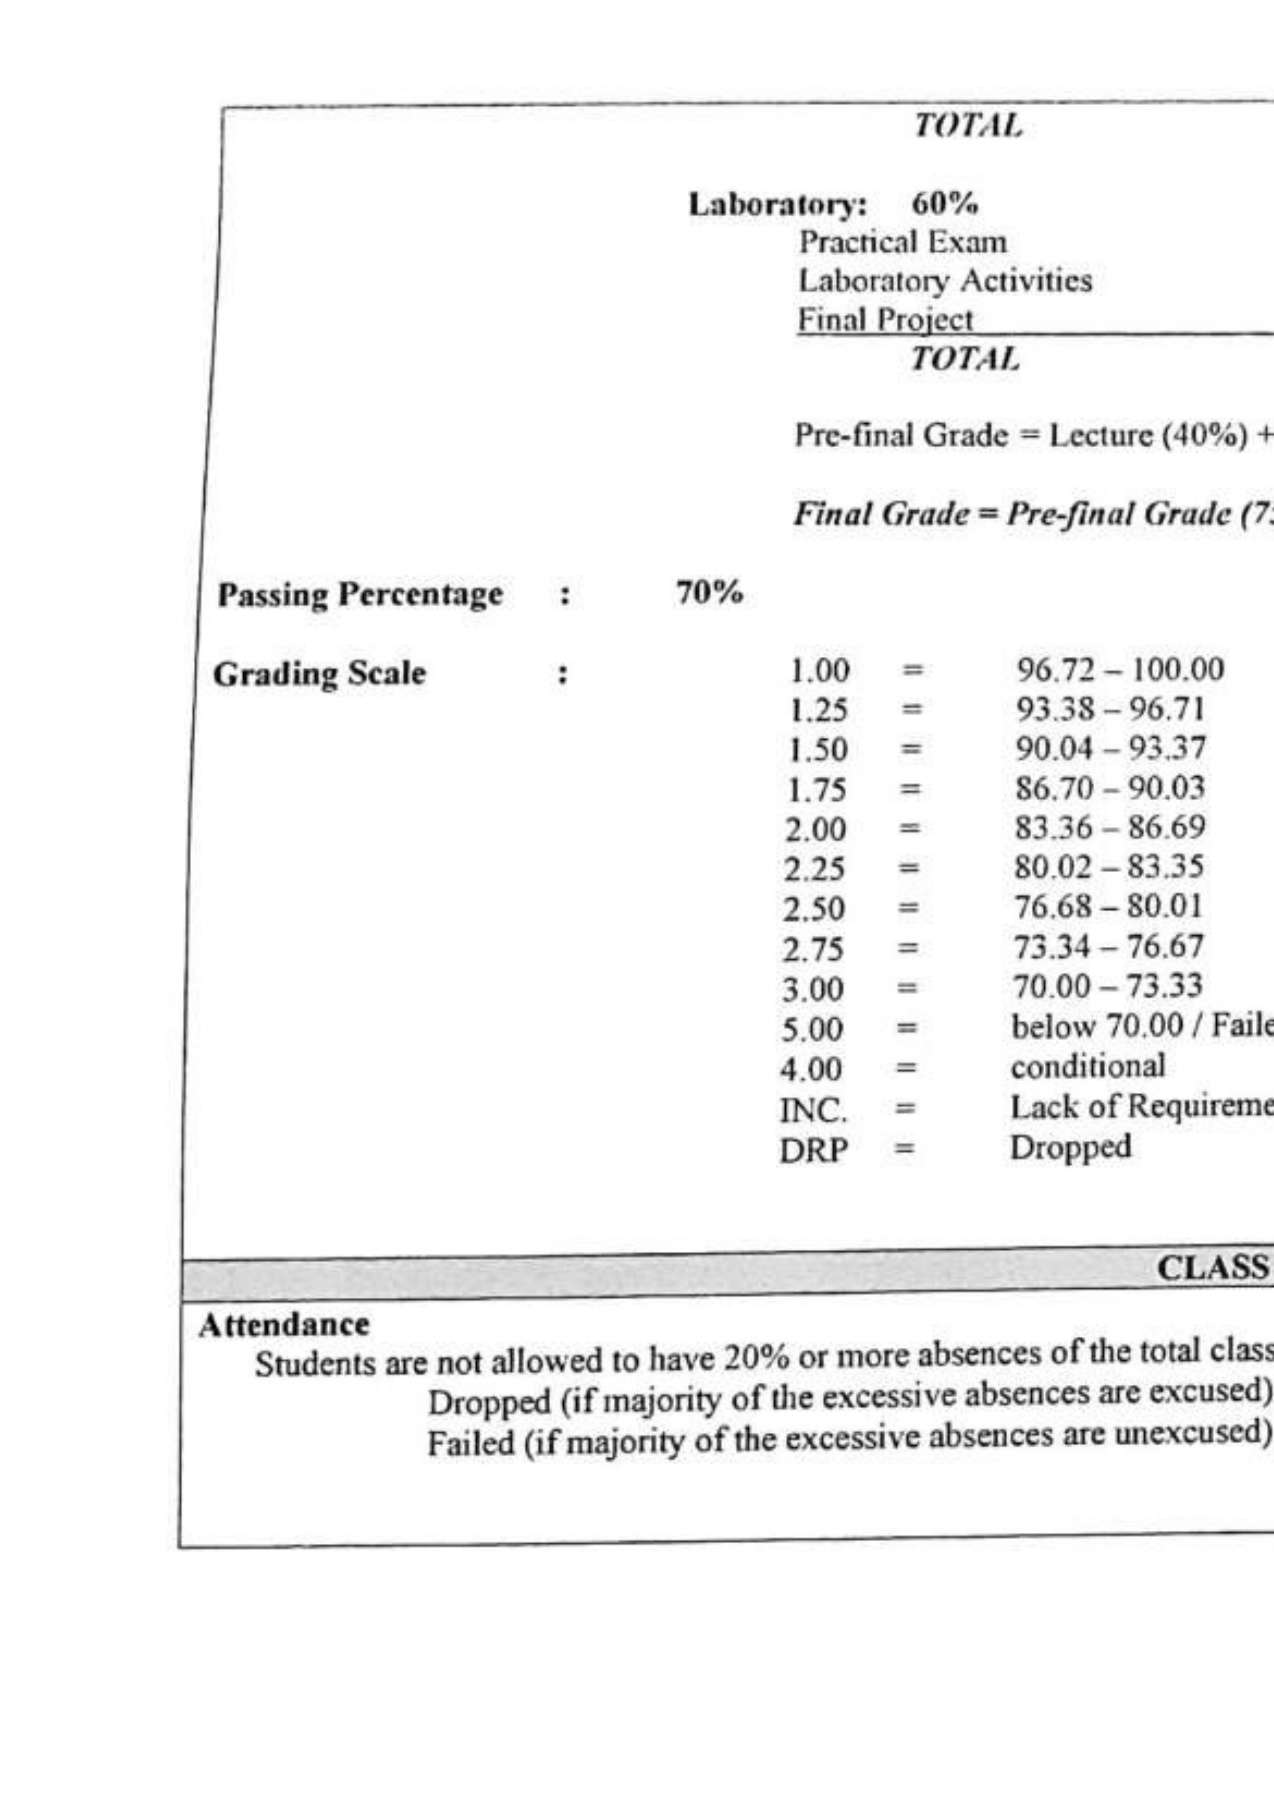 TOTAL
Laboratory: 60%
Practical Exam
Laboratory Activities
Final Project
TOTAL
Pre-final Grade = Lecture (40%) +
Final Grade = Pre-final Grade
Passing Percentage : 70%
Grading Scale : 1.00 = 96.72 – 100.00
1.25 = 93.38 – 96.71
1.50 = 90.04 – 93.37
1.75 = 86.70 – 90.03
2.00 = 83.36 – 86.69
2.25 = 80.02 – 83.35
2.50 = 76.68 – 80.01
2.75 = 73.34 – 76.67
3.00 = 70.00 – 73.33
5.00 = below 70.00 /
4.00 = conditional
INC. = Lack of
DRP = Dropped
CLASS
Attendance
Students are not allowed to have 20% or more absences of the total class
Dropped (if majority of the excessive absences are excused)
Failed (if majority of the excessive absences are unexcused)